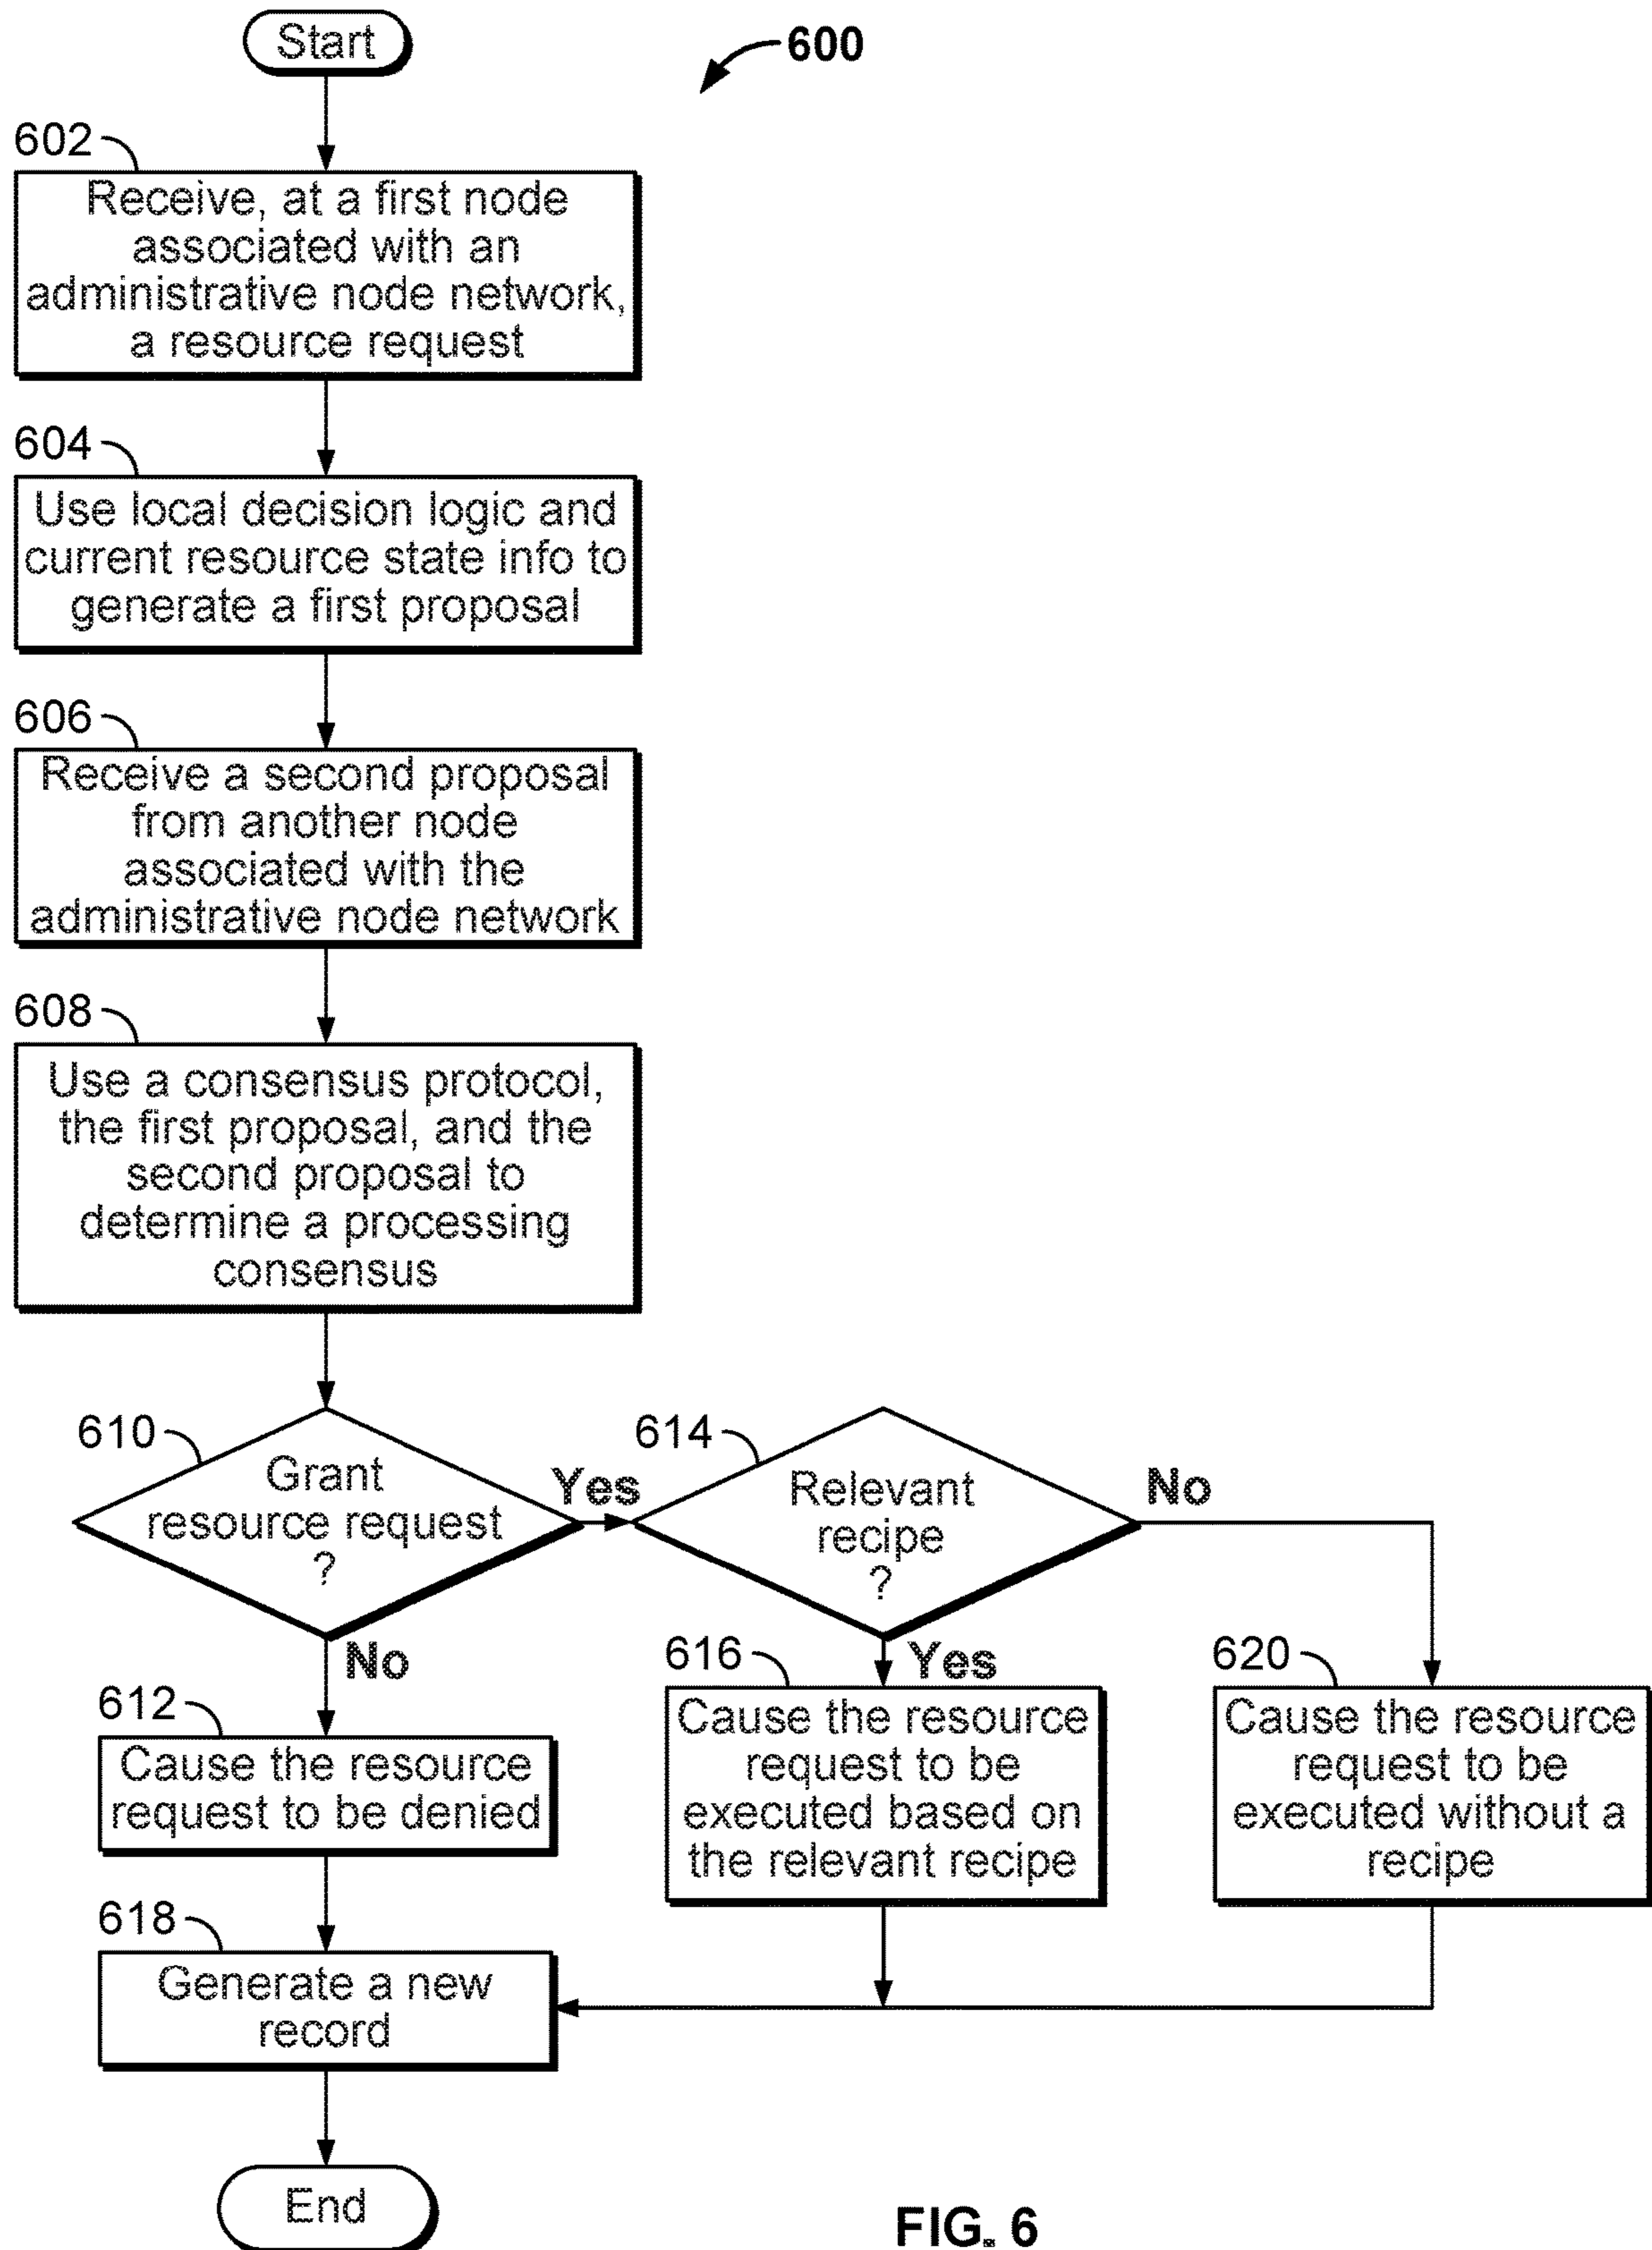 Start
600
602
Receive, at a first node
associated with an
administrative node network,
a resource request
604
Use local decision logic and
current resource state info to
generate a first proposal
606
Receive a second proposal
from another node
associated with the
administrative node network
608
Use a consensus protocol,
the first proposal, and the
second proposal to
determine a processing
consensus
610
Grant
resource request
?
Yes
No
614
Relevant
recipe
?
No
Yes
612
Cause the resource
request to be denied
616
Cause the resource
request to be
executed based on
the relevant recipe
620
Cause the resource
request to be
executed without a
recipe
618
Generate a new
record
End
FIG. 6